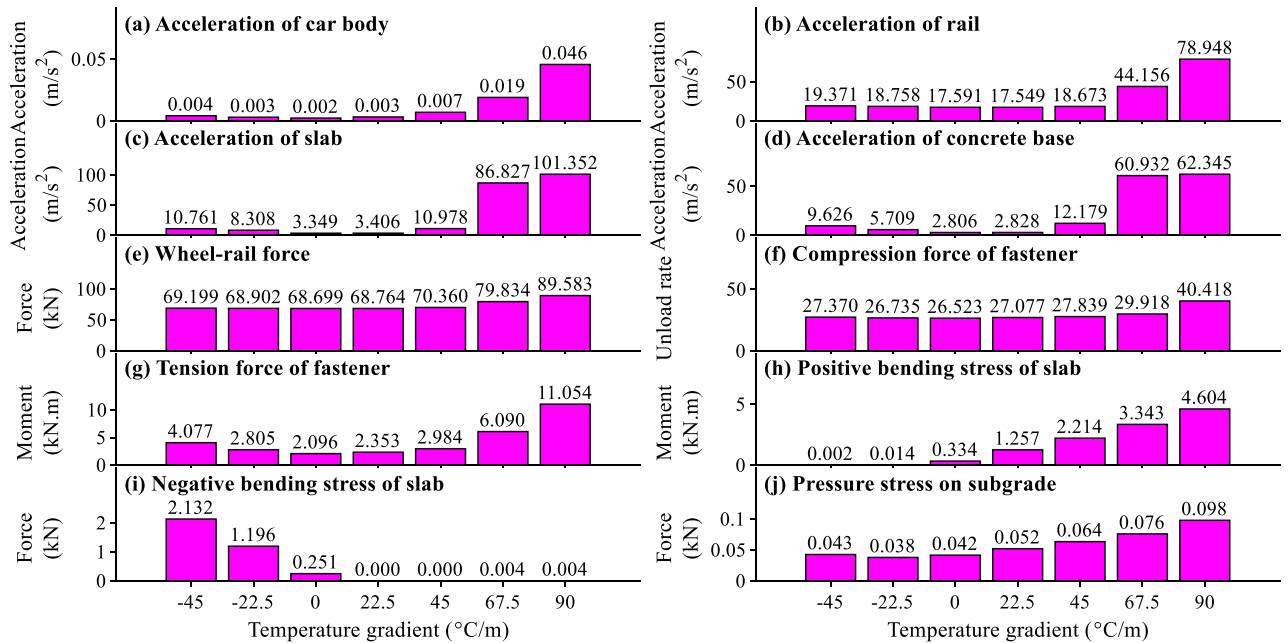 (a) Acceleration of car body
Acceleration
(m/s²)
0.05
0
0.004 0.003 0.002 0.003 0.007 0.019 0.046
(b) Acceleration of rail
Acceleration
(m/s²)
50
0
19.371 18.758 17.591 17.549 18.673 44.156 78.948
(c) Acceleration of slab
Acceleration
(m/s²)
100
50
0
10.761 8.308 3.349 3.406 10.978 86.827 101.352
(d) Acceleration of concrete base
Acceleration
(m/s²)
50
0
9.626 5.709 2.806 2.828 12.179 60.932 62.345
(e) Wheel-rail force
Force
(kN)
100
50
0
69.199 68.902 68.699 68.764 70.360 79.834 89.583
(f) Compression force of fastener
Unload rate
50
0
27.370 26.735 26.523 27.077 27.839 29.918 40.418
(g) Tension force of fastener
Moment
(kN.m)
10
5
0
4.077 2.805 2.096 2.353 2.984 6.090 11.054
(h) Positive bending stress of slab
Moment
(kN.m)
5
0
0.002 0.014 0.334 1.257 2.214 3.343 4.604
(i) Negative bending stress of slab
Force
(kN)
2
1
0
2.132 1.196 0.251 0.000 0.000 0.004 0.004
-45 -22.5 0 22.5 45 67.5 90
Temperature gradient (°C/m)
(j) Pressure stress on subgrade
Force
(kN)
0.1
0.05
0
0.043 0.038 0.042 0.052 0.064 0.076 0.098
-45 -22.5 0 22.5 45 67.5 90
Temperature gradient (°C/m)